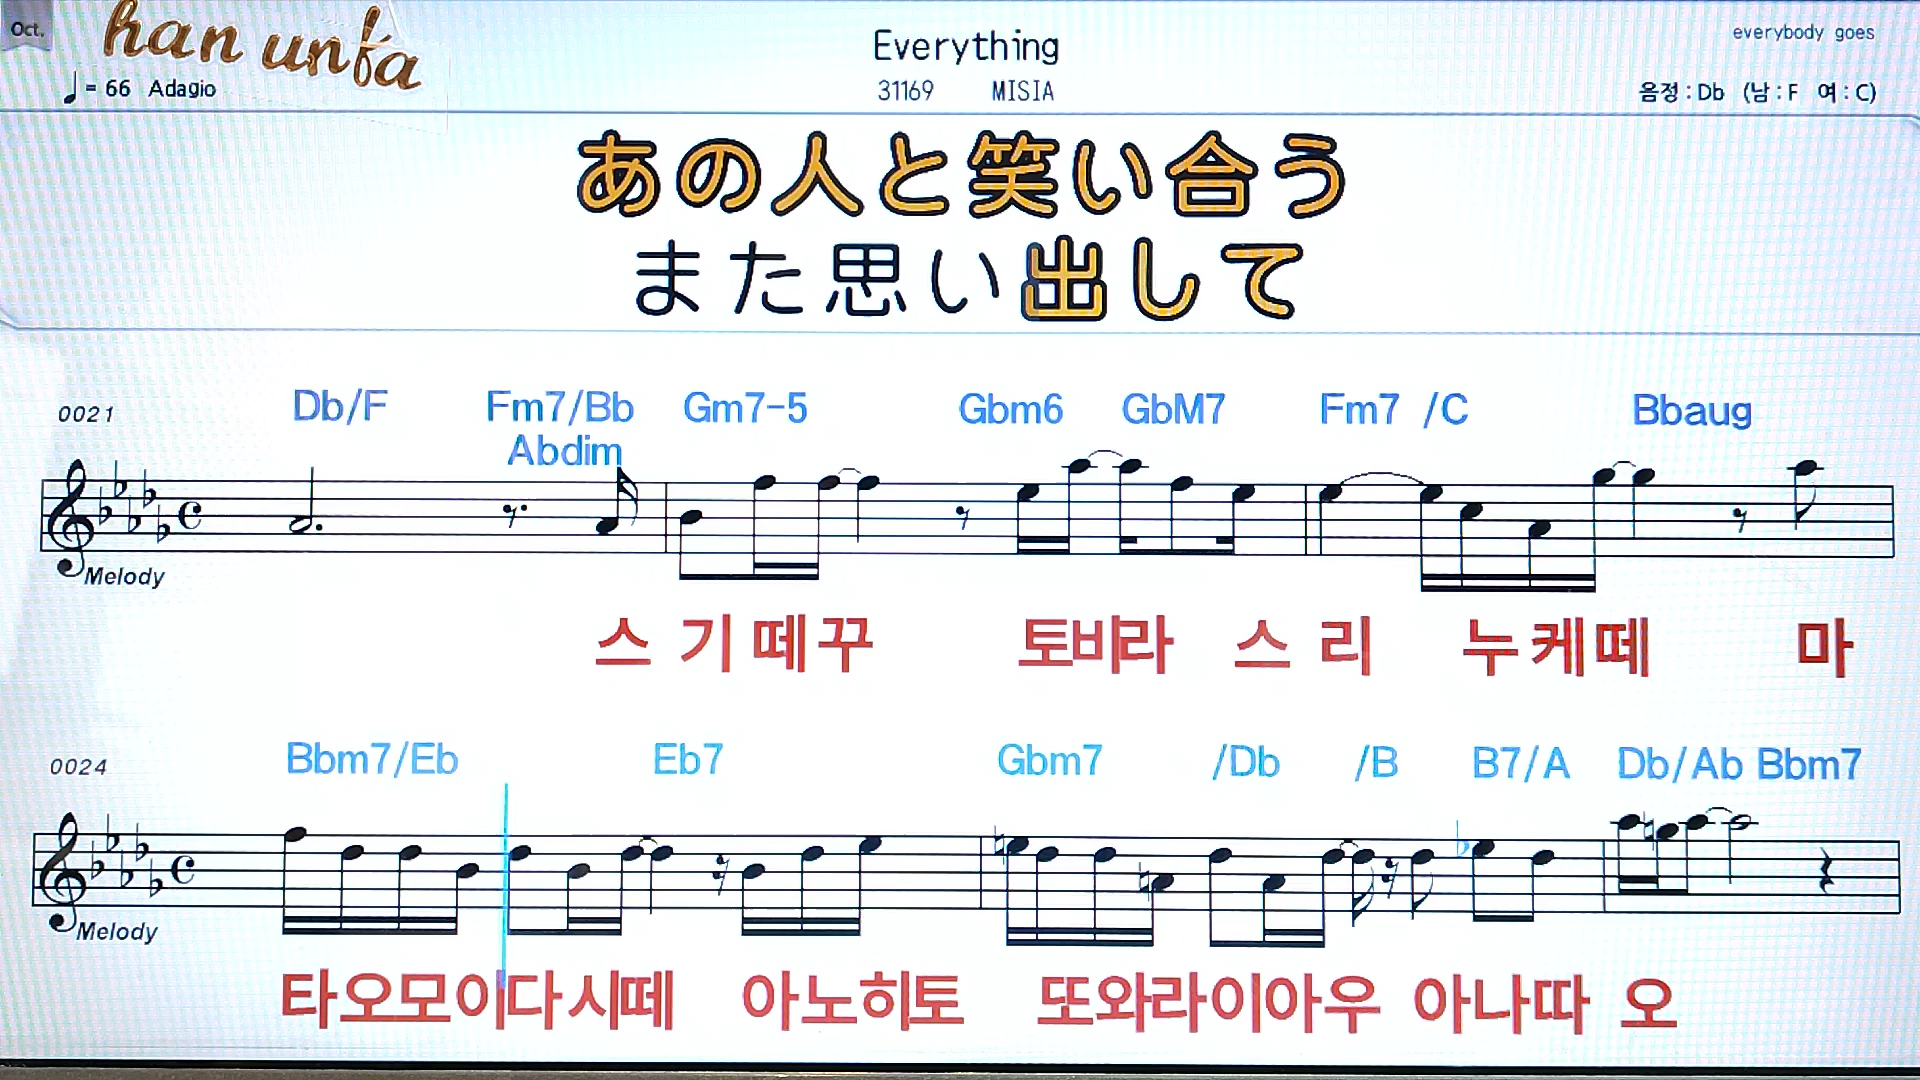 Oct.
han unfa
Everything
everybody goes
♩= 66 Adagio
31169 MISIA
음정 : Db (남 : F 여 : C)
あの人と笑い合う
また思い出して
0021 Db/F Fm7/Bb Gm7-5 Gbm6 GbM7 Fm7 /C Bbaug
Abdim
Melody
스 기 떼 꾸 토비라 스 리 누 케 떼 마
0024 Bbm7/Eb Eb7 Gbm7 /Db /B B7/A Db/Ab Bbm7
Melody
타오모이다시떼 아노히토 또와라이아우 아나따 오